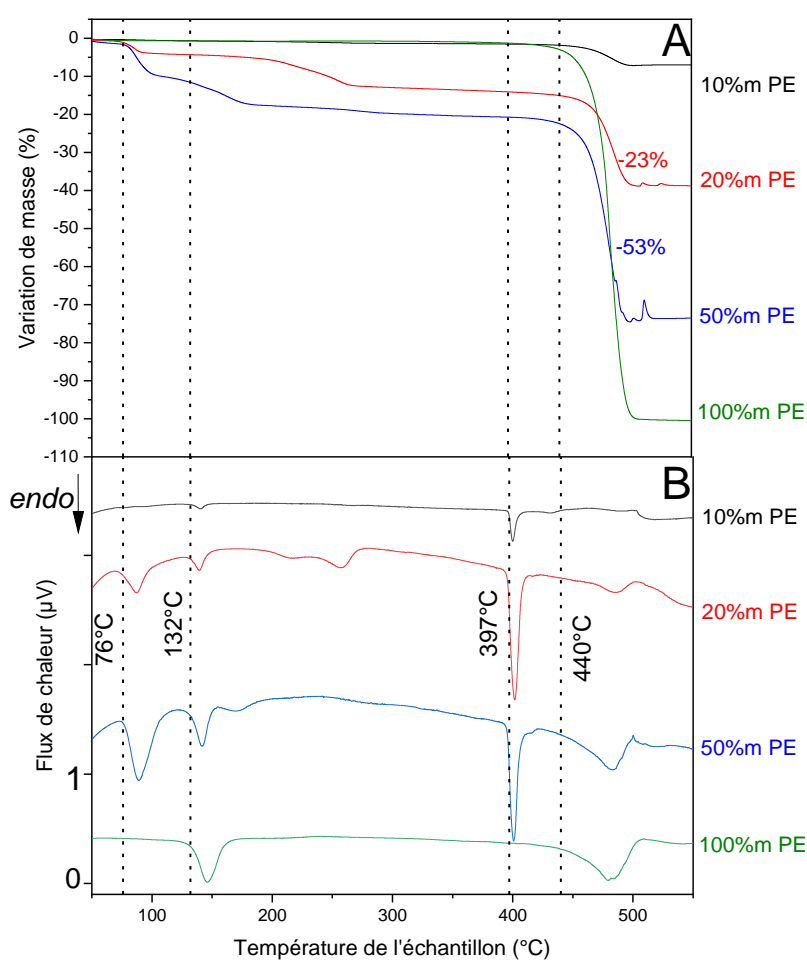 A
0
-10
-20
-30
-40
-50
-60
-70
-80
-90
-100
-110
Variation de masse (%)
10%m PE
-23%
20%m PE
-53%
50%m PE
100%m PE
B
endo
10%m PE
20%m PE
76°C
132°C
397°C
440°C
50%m PE
100%m PE
1
0
Flux de chaleur (µV)
100 200 300 400 500
Température de l'échantillon (°C)